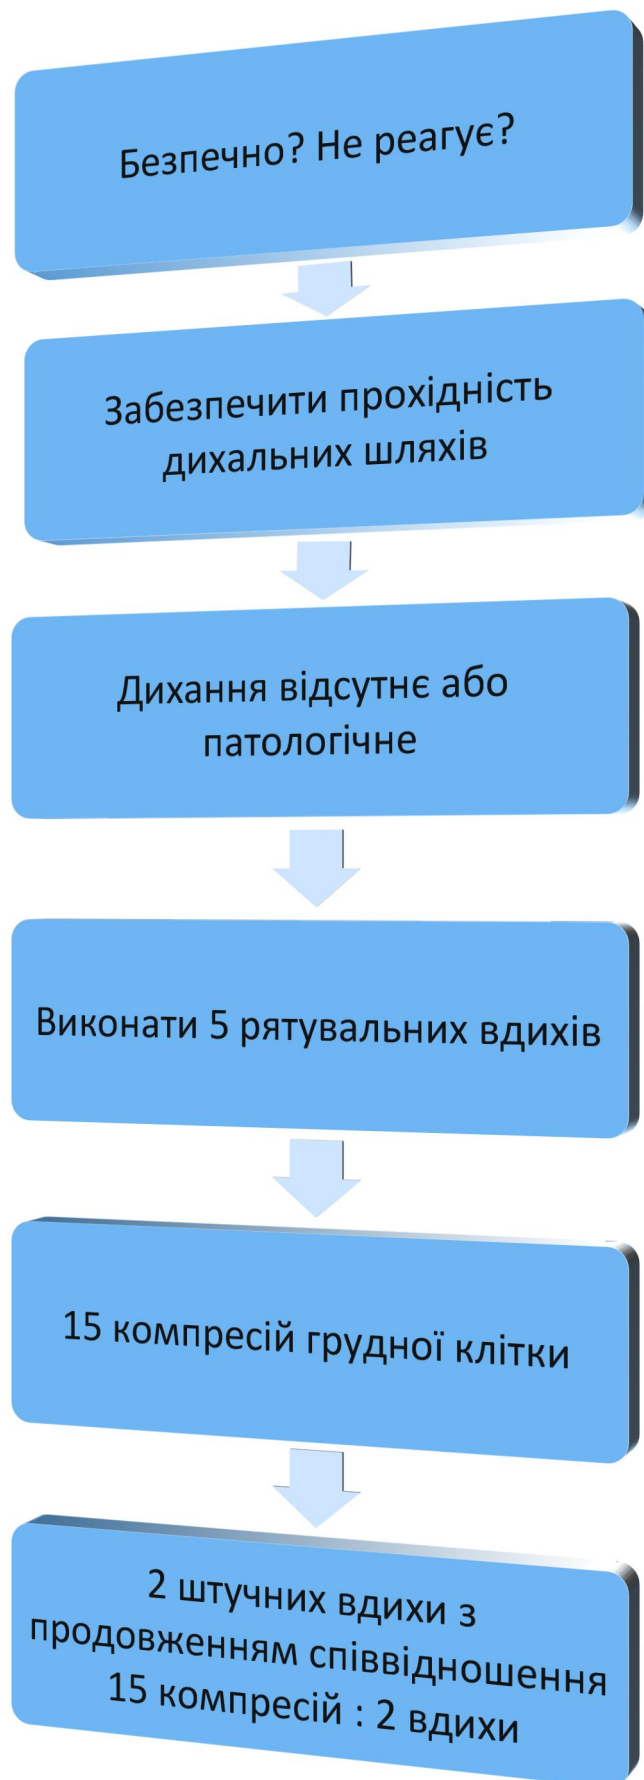 Безпечно? Не реагує?
Забезпечити прохідність
дихальних шляхів
Дихання відсутнє або
патологічне
Виконати 5 рятувальних вдихів
15 компресій грудної клітки
2 штучних вдихи з
продовженням співвідношення
15 компресій : 2 вдихи